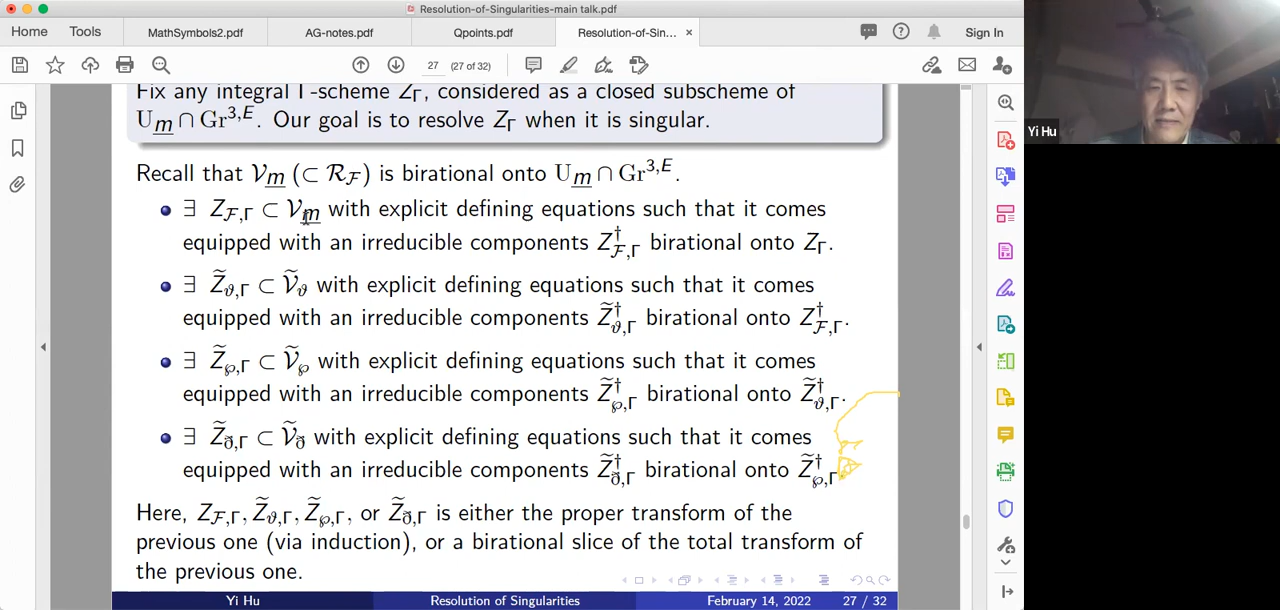 Resolution-of-Singularities-main talk.pdf
Home Tools MathSymbols2.pdf AG-notes.pdf Qpoints.pdf Resolution-of-Sin... × Sign In
27 (27 of 32)
Fix any integral Γ-scheme Z_Γ, considered as a closed subscheme of
U_m ∩ Gr^{3,E}. Our goal is to resolve Z_Γ when it is singular.
Yi Hu
Recall that 𝒱_m (⊂ ℛ_ℱ) is birational onto U_m ∩ Gr^{3,E}.
∃ Z_{ℱ,Γ} ⊂ 𝒱_m with explicit defining equations such that it comes
equipped with an irreducible components Z†_{ℱ,Γ} birational onto Z_Γ.
∃ Z̃_{ϑ,Γ} ⊂ 𝒱̃_ϑ with explicit defining equations such that it comes
equipped with an irreducible components Z̃†_{ϑ,Γ} birational onto Z†_{ℱ,Γ}.
∃ Z̃_{℘,Γ} ⊂ 𝒱̃_℘ with explicit defining equations such that it comes
equipped with an irreducible components Z̃†_{℘,Γ} birational onto Z̃†_{ϑ,Γ}.
∃ Z̃_{ð,Γ} ⊂ 𝒱̃_ð with explicit defining equations such that it comes
equipped with an irreducible components Z̃†_{ð,Γ} birational onto Z̃†_{℘,Γ}
Here, Z_{ℱ,Γ}, Z̃_{ϑ,Γ}, Z̃_{℘,Γ}, or Z̃_{ð,Γ} is either the proper transform of the
previous one (via induction), or a birational slice of the total transform of
the previous one.
Yi Hu Resolution of Singularities February 14, 2022 27 / 32